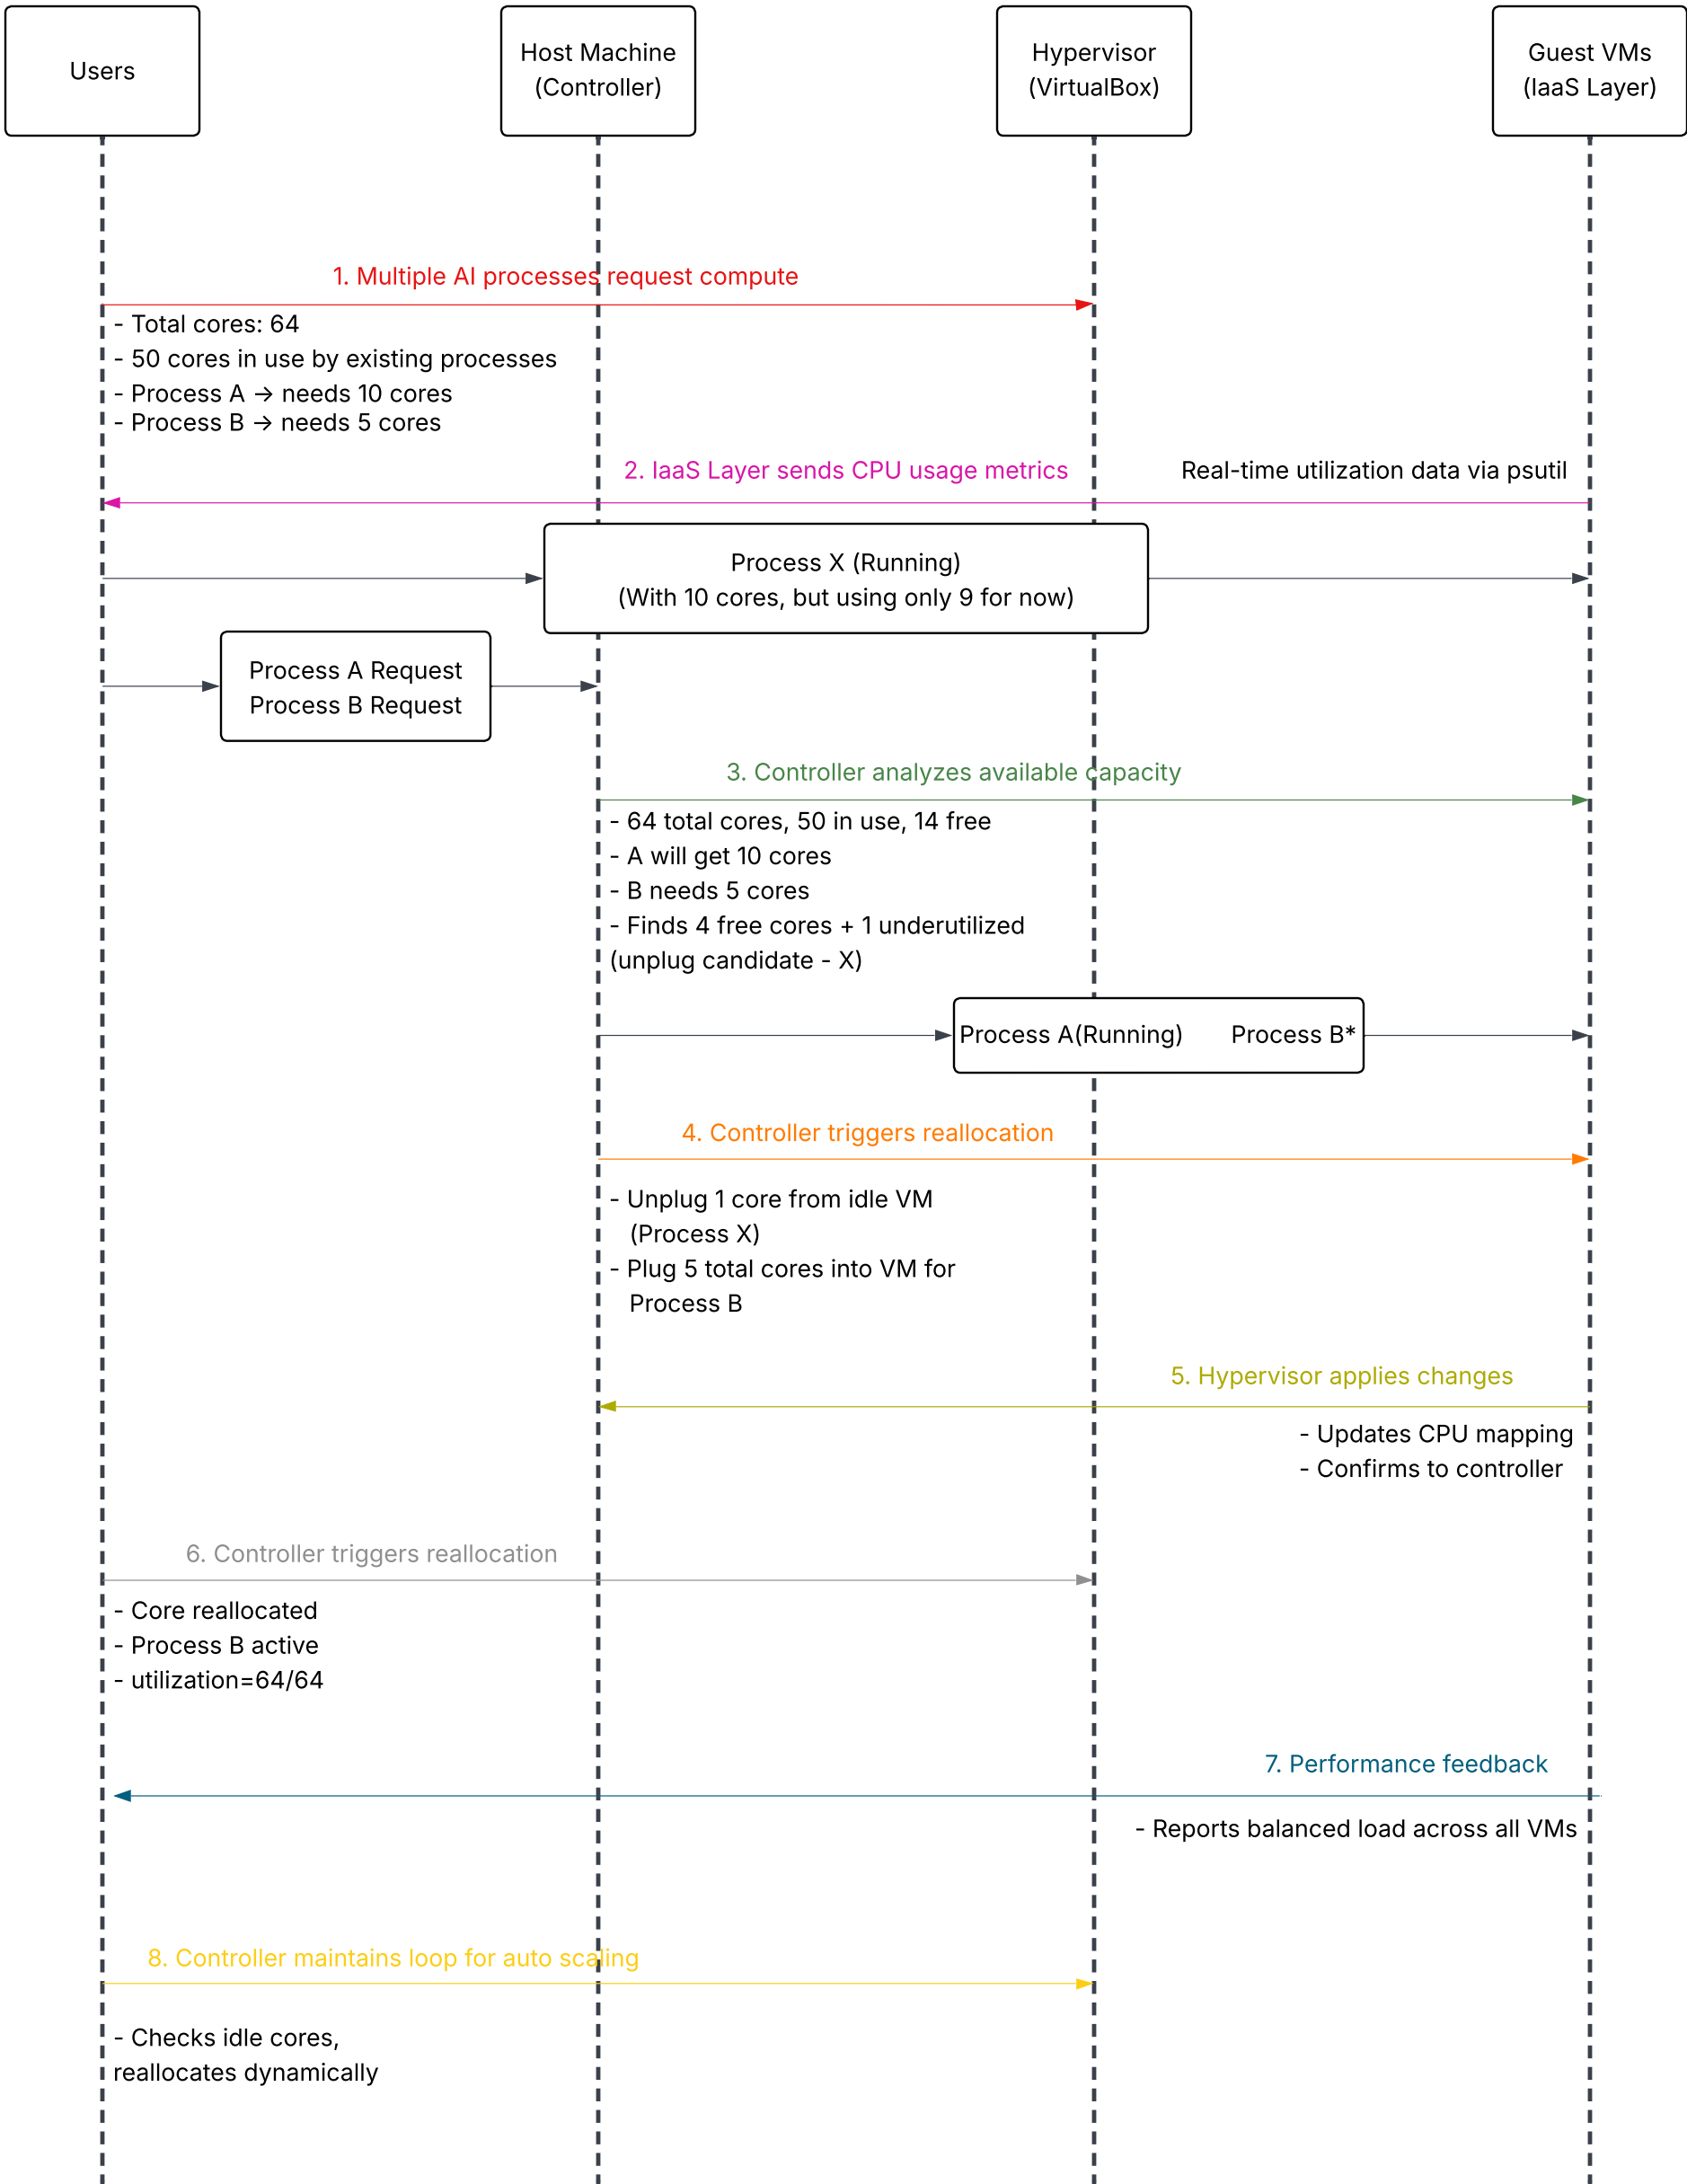 Users
Host Machine
(Controller)
Hypervisor
(VirtualBox)
Guest VMs
(IaaS Layer)
1. Multiple AI processes request compute
- Total cores: 64
- 50 cores in use by existing processes
- Process A → needs 10 cores
- Process B → needs 5 cores
2. IaaS Layer sends CPU usage metrics
Real-time utilization data via psutil
Process X (Running)
(With 10 cores, but using only 9 for now)
Process A Request
Process B Request
3. Controller analyzes available capacity
- 64 total cores, 50 in use, 14 free
- A will get 10 cores
- B needs 5 cores
- Finds 4 free cores + 1 underutilized
(unplug candidate - X)
Process A(Running) Process B*
4. Controller triggers reallocation
- Unplug 1 core from idle VM
(Process X)
- Plug 5 total cores into VM for
Process B
5. Hypervisor applies changes
- Updates CPU mapping
- Confirms to controller
6. Controller triggers reallocation
- Core reallocated
- Process B active
- utilization=64/64
7. Performance feedback
- Reports balanced load across all VMs
8. Controller maintains loop for auto scaling
- Checks idle cores,
reallocates dynamically